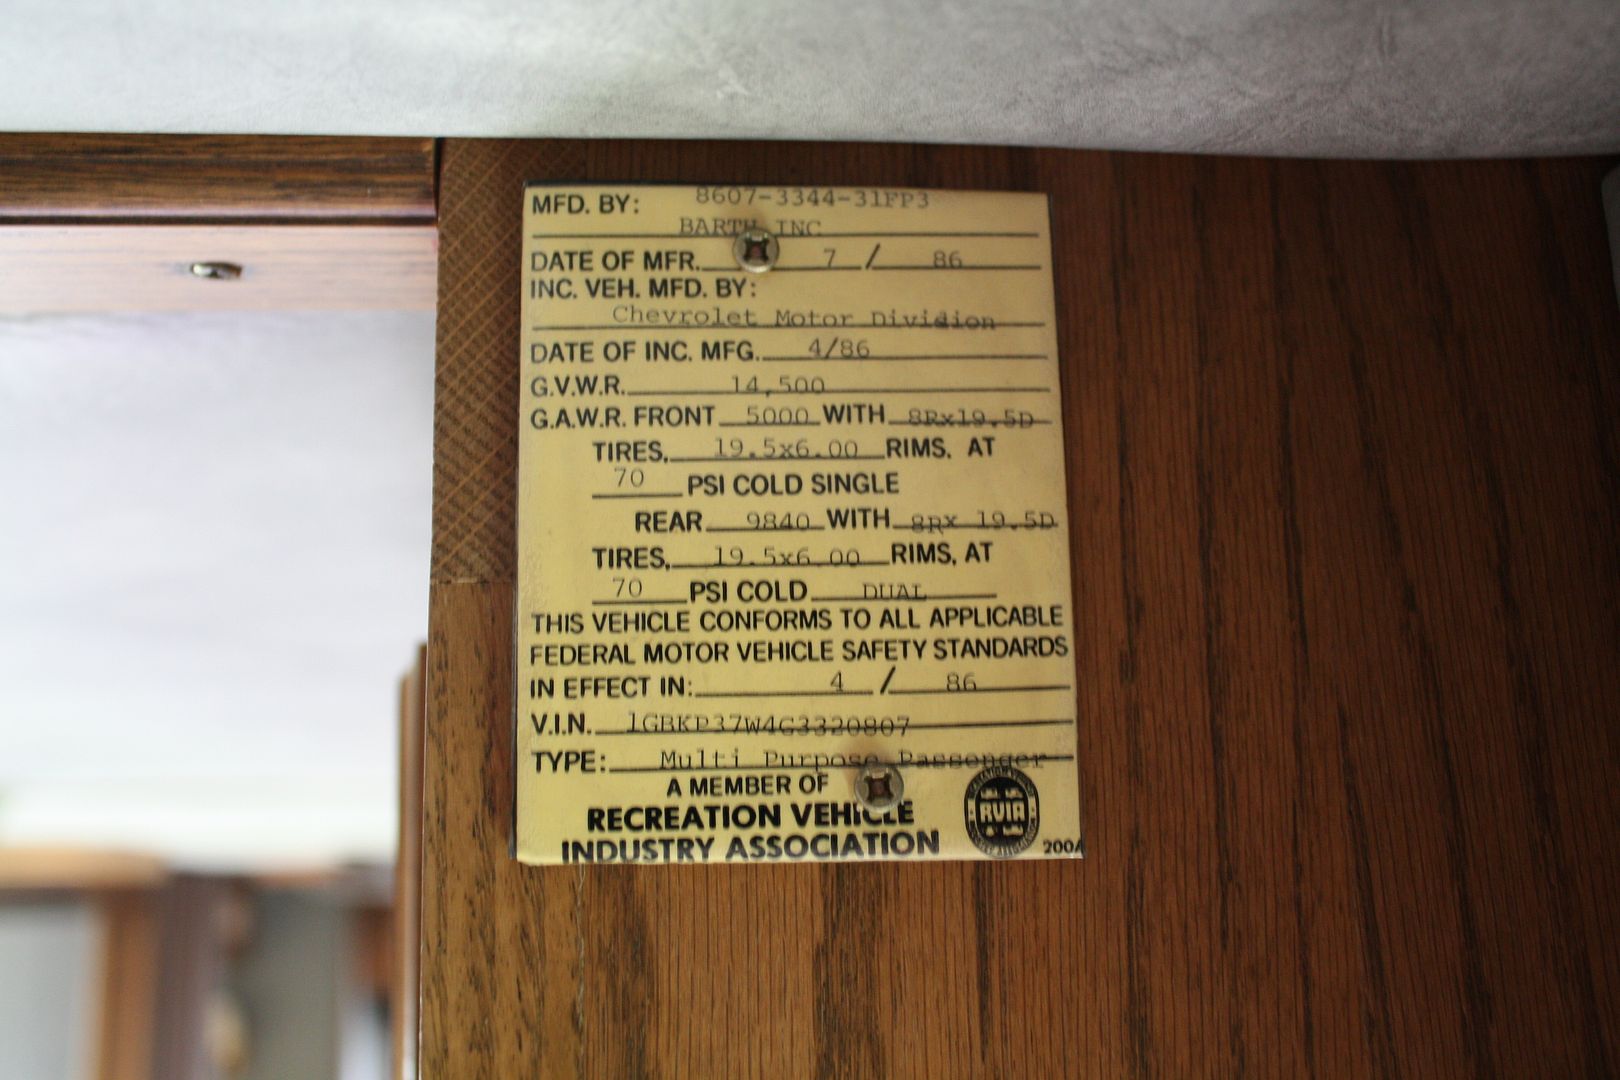 8607-3344-31FP3
MFD. BY:
BARTH INC
DATE OF MFR. 7 / 86
INC. VEH. MFD. BY:
Chevrolet Motor Dividion
DATE OF INC. MFG. 4/86
G.V.W.R. 14,500
G.A.W.R. FRONT 5000 WITH 8Rx19.5D
TIRES, 19.5x6.00 RIMS, AT
70 PSI COLD SINGLE
REAR 9840 WITH 8Rx 19.5D
TIRES, 19.5x6.00 RIMS, AT
70 PSI COLD DUAL
THIS VEHICLE CONFORMS TO ALL APPLICABLE
FEDERAL MOTOR VEHICLE SAFETY STANDARDS
IN EFFECT IN: 4 / 86
V.I.N. 1GBKP37W4G3320807
TYPE: Multi Purpose Passenger
A MEMBER OF
RECREATION VEHICLE
INDUSTRY ASSOCIATION
RVIA
200A